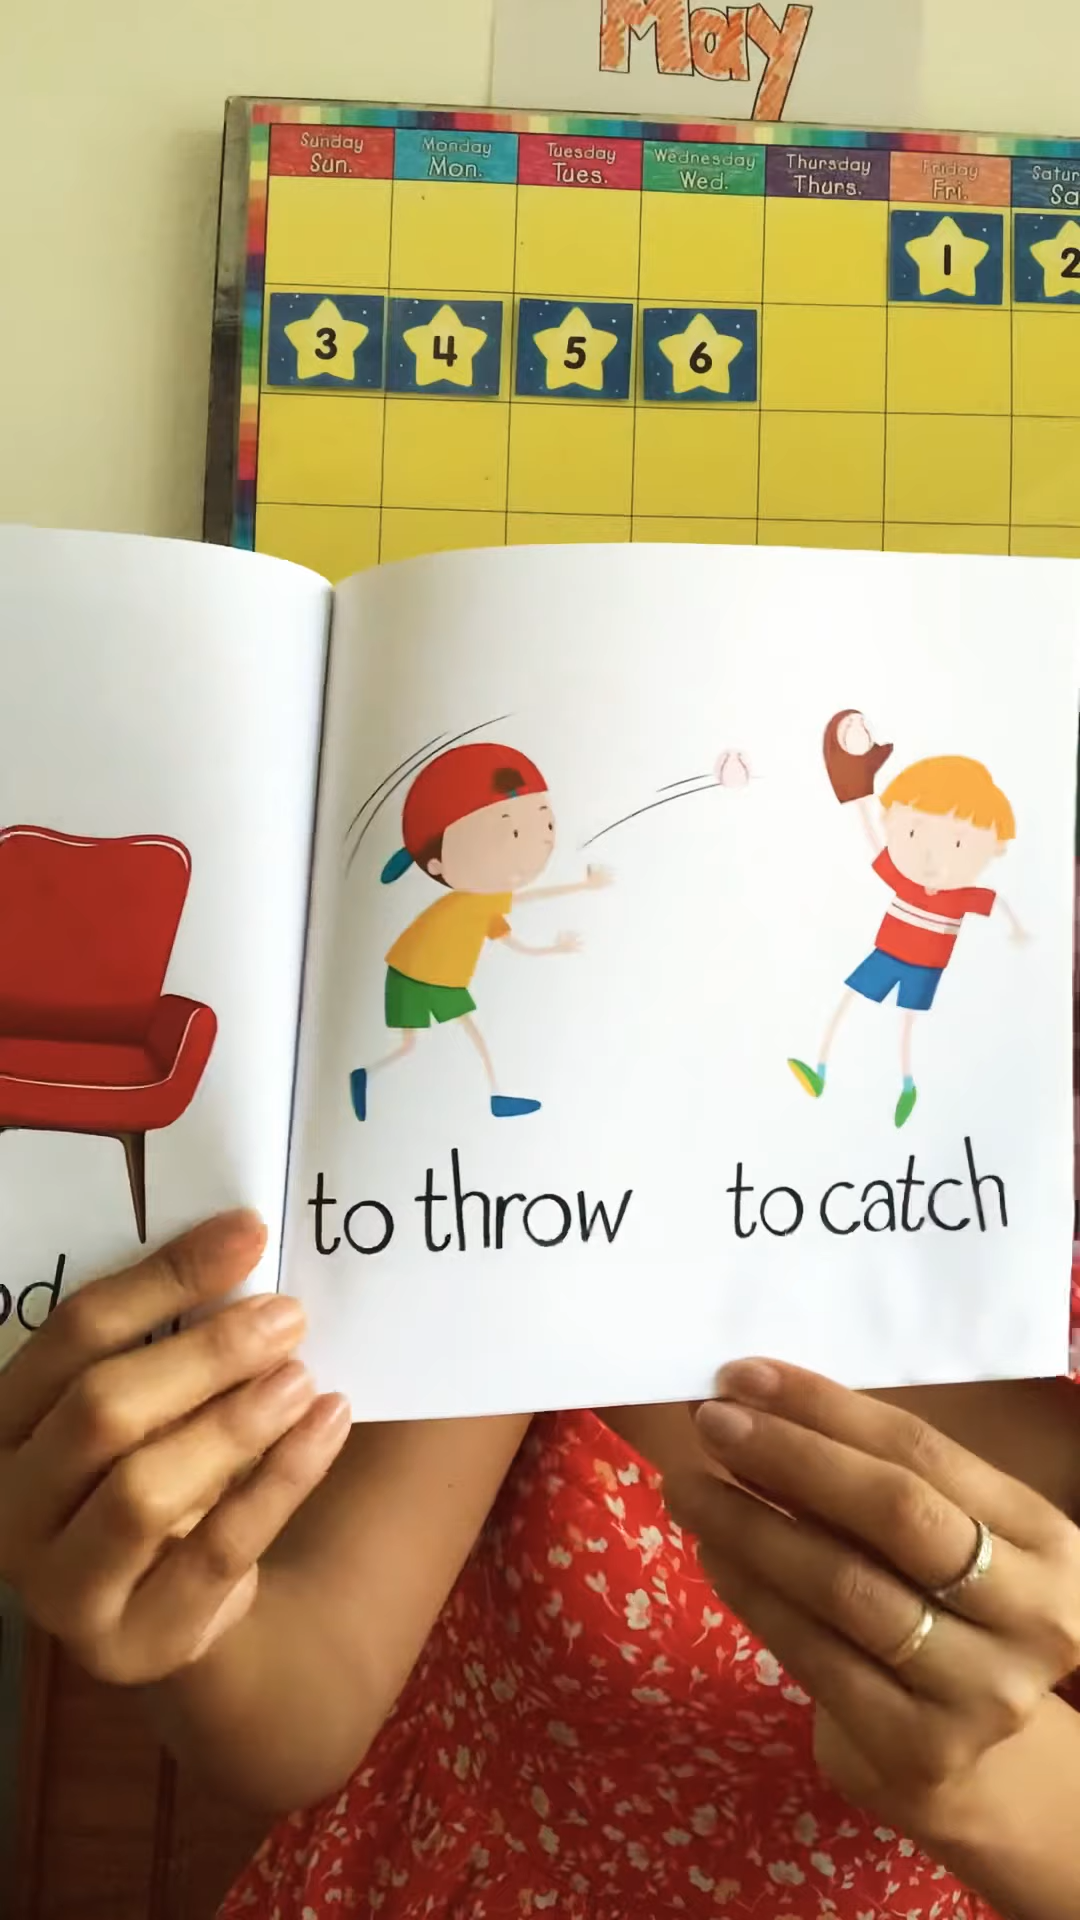 May
Sunday Monday Tuesday Wednesday Thursday Friday
Sun. Mon. Tues. Wed. Thurs. Fri.
1 2
3 4 5 6
to throw to catch